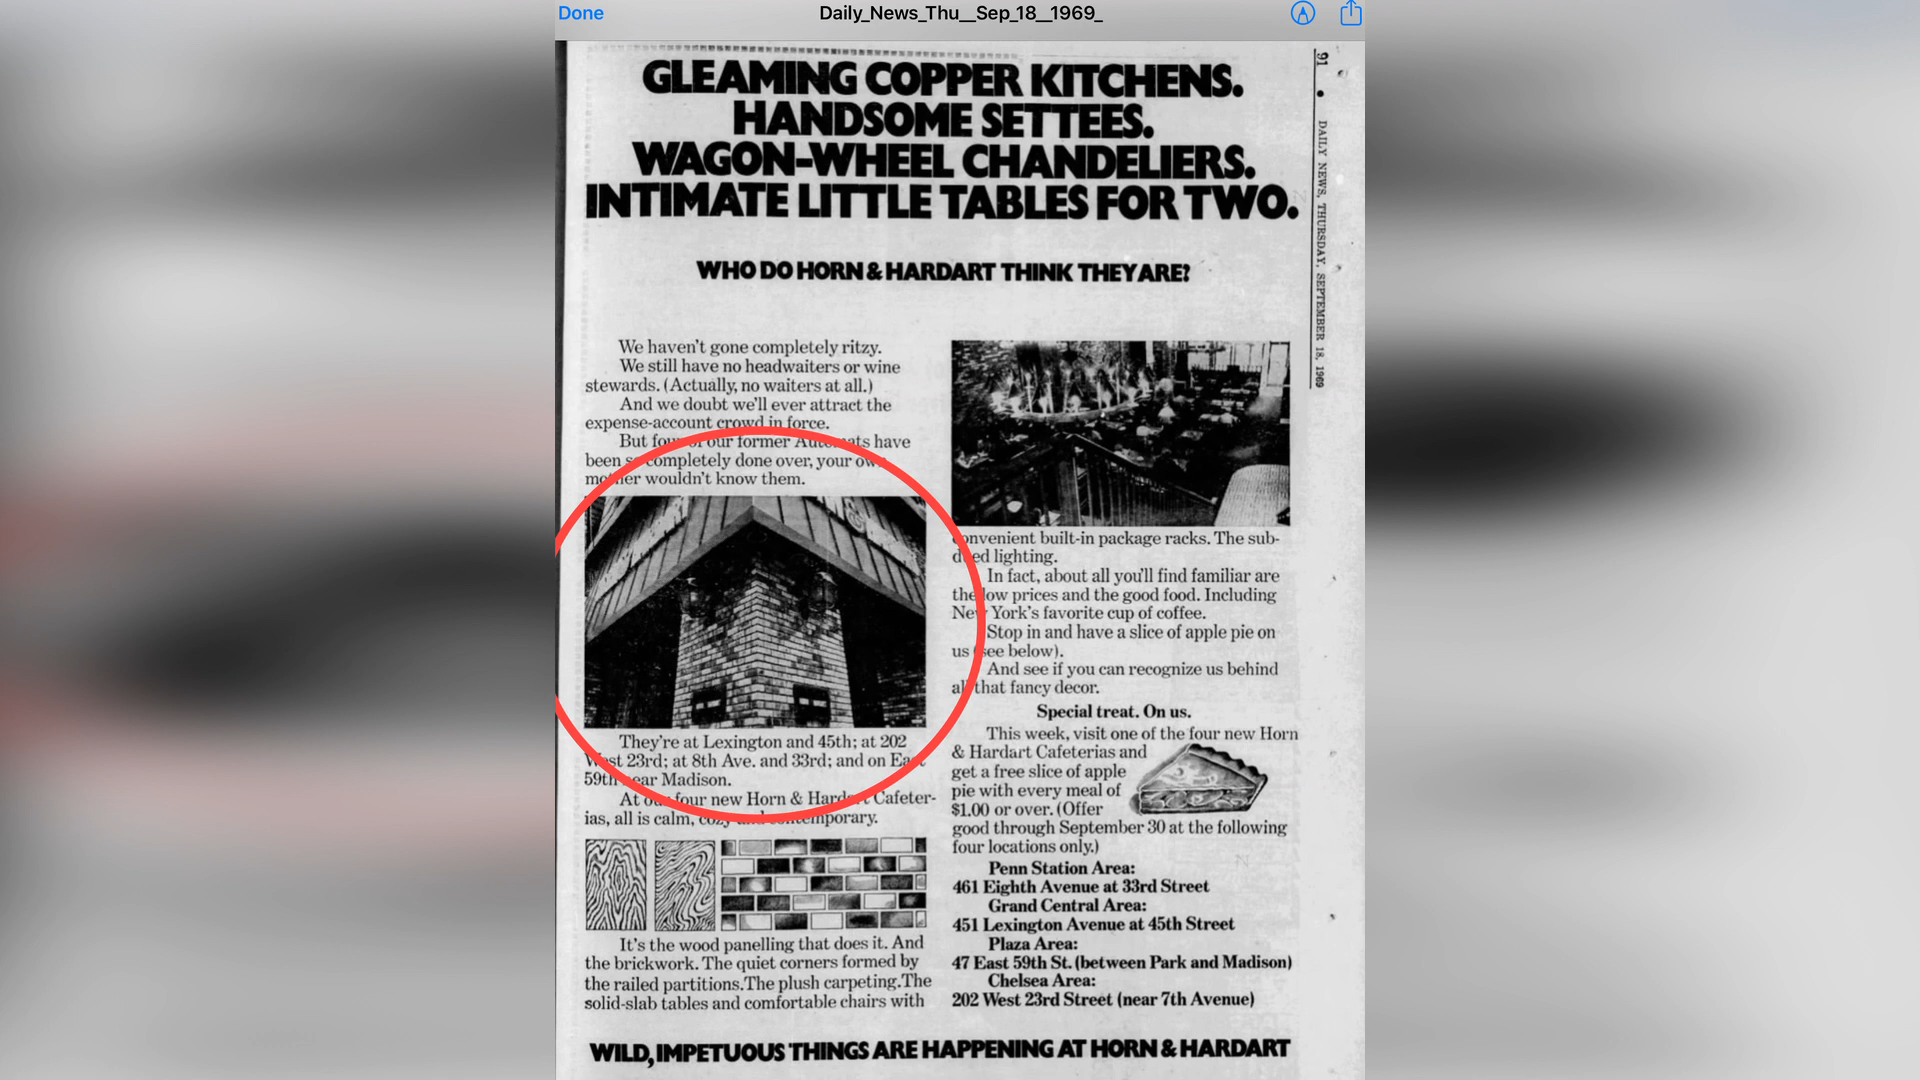 Done
Daily_News_Thu__Sep_18__1969_
GLEAMING COPPER KITCHENS.
HANDSOME SETTEES.
WAGON-WHEEL CHANDELIERS.
INTIMATE LITTLE TABLES FOR TWO.
WHO DO HORN & HARDART THINK THEY ARE?
We haven't gone completely ritzy.
We still have no headwaiters or wine
stewards. (Actually, no waiters at all.)
And we doubt we'll ever attract the
expense-account crowd in force.
But four of our former Automats have
been so completely done over, your own
mother wouldn't know them.
They're at Lexington and 45th; at 202
West 23rd; at 8th Ave. and 33rd; and on East
59th near Madison.
At our four new Horn & Hardart Cafeter-
ias, all is calm, cozy and contemporary.
It's the wood panelling that does it. And
the brickwork. The quiet corners formed by
the railed partitions. The plush carpeting. The
solid-slab tables and comfortable chairs with
convenient built-in package racks. The sub-
dued lighting.
In fact, about all you'll find familiar are
the low prices and the good food. Including
New York's favorite cup of coffee.
Stop in and have a slice of apple pie on
us (see below).
And see if you can recognize us behind
all that fancy decor.
Special treat. On us.
This week, visit one of the four new Horn
& Hardart Cafeterias and
get a free slice of apple
pie with every meal of
$1.00 or over. (Offer
good through September 30 at the following
four locations only.)
Penn Station Area:
461 Eighth Avenue at 33rd Street
Grand Central Area:
451 Lexington Avenue at 45th Street
Plaza Area:
47 East 59th St. (between Park and Madison)
Chelsea Area:
202 West 23rd Street (near 7th Avenue)
WILD, IMPETUOUS THINGS ARE HAPPENING AT HORN & HARDART
91 • DAILY NEWS, THURSDAY, SEPTEMBER 18, 1969